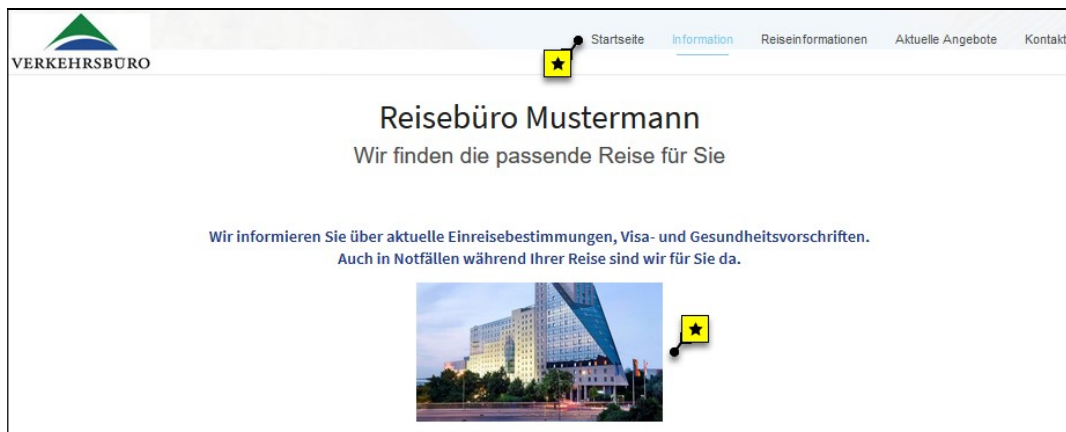 VERKEHRSBÜRO
Startseite Information Reiseinformationen Aktuelle Angebote Kontakt
Reisebüro Mustermann
Wir finden die passende Reise für Sie
Wir informieren Sie über aktuelle Einreisebestimmungen, Visa- und Gesundheitsvorschriften.
Auch in Notfällen während Ihrer Reise sind wir für Sie da.